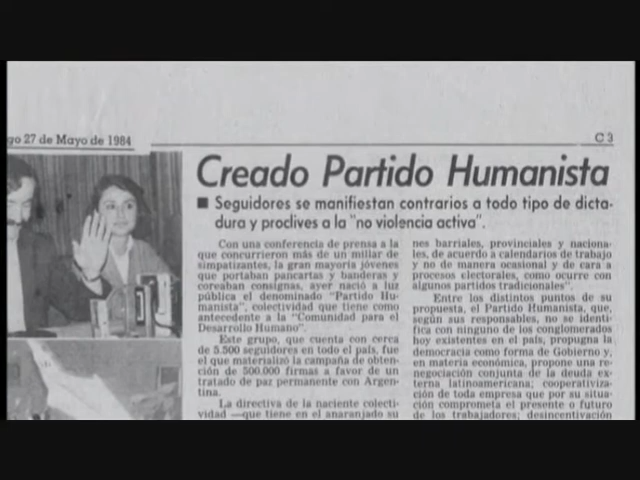 go 27 de Mayo de 1984
C 3
Creado Partido Humanista
■ Seguidores se manifiestan contrarios a todo tipo de dicta-
dura y proclives a la "no violencia activa".
Con una conferencia de prensa a la
que concurrieron más de un millar de
simpatizantes, la gran mayoría jóvenes
que portaban pancartas y banderas y
coreaban consignas, ayer nació a luz
pública el denominado "Partido Hu-
manista", colectividad que tiene como
antecedente a la "Comunidad para el
Desarrollo Humano".
Este grupo, que cuenta con cerca
de 5.500 seguidores en todo el país, fue
el que materializó la campaña de obten-
ción de 500.000 firmas a favor de un
tratado de paz permanente con Argen-
tina.
La directiva de la naciente colecti-
vidad —que tiene en el anaranjado su
nes barriales, provinciales y naciona-
les, de acuerdo a calendarios de trabajo
y no de manera ocasional y de cara a
procesos electorales, como ocurre con
algunos partidos tradicionales".
Entre los distintos puntos de su
propuesta, el Partido Humanista, que,
según sus responsables, no se identi-
fica con ninguno de los conglomerados
hoy existentes en el país, propugna la
democracia como forma de Gobierno y,
en materia económica, propone una re-
negociación conjunta de la deuda ex-
terna latinoamericana; cooperativiza-
ción de toda empresa que por su situa-
ción comprometa el presente o futuro
de los trabajadores; desincentivación